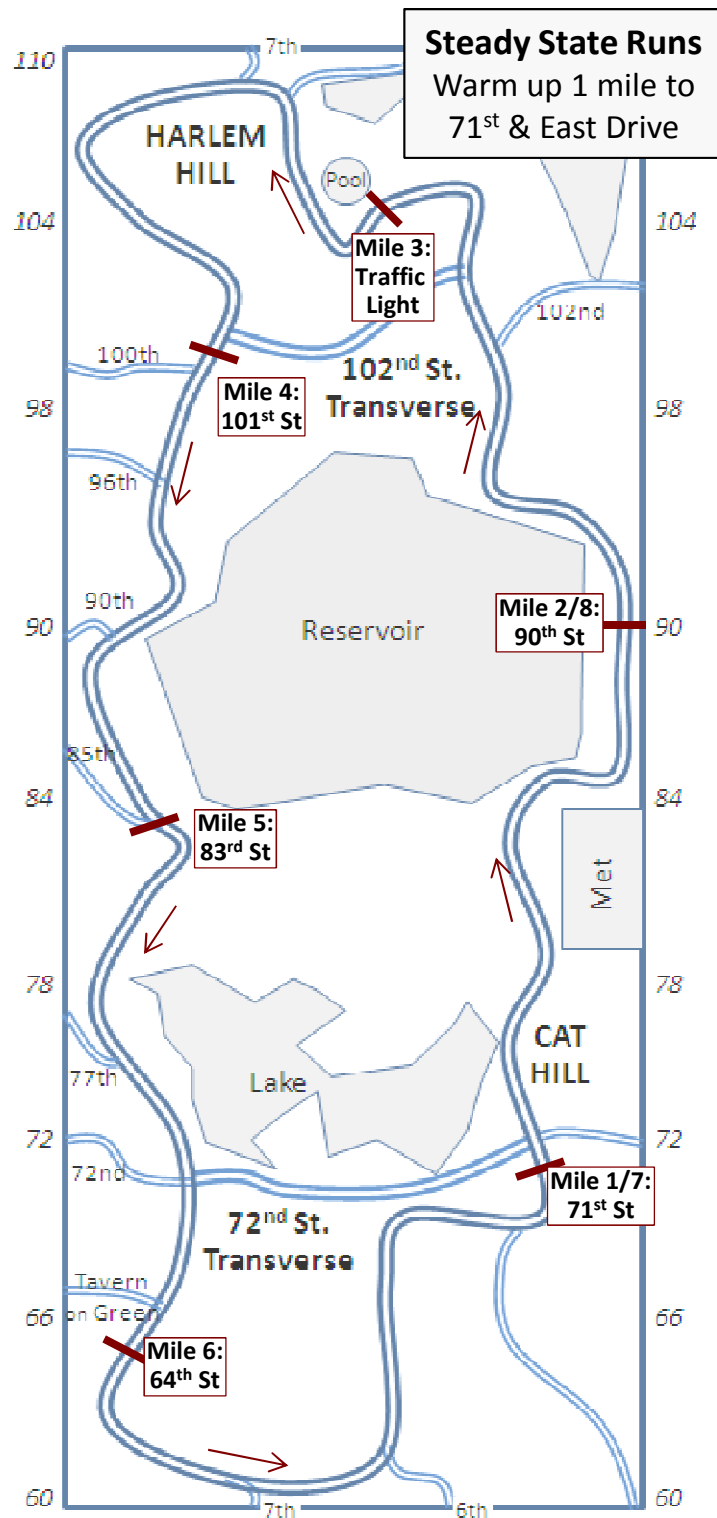 Steady State Runs
Warm up 1 mile to
71st & East Drive
7th
110
HARLEM
HILL
Pool
104
104
Mile 3:
Traffic
Light
102nd
100th
102nd St.
Transverse
Mile 4:
101st St
98
98
96th
90th
Mile 2/8:
90th St
90
Reservoir
90
85th
84
84
Mile 5:
83rd St
Met
78
78
CAT
HILL
77th
Lake
72
72
72nd
Mile 1/7:
71st St
72nd St.
Transverse
Tavern
on Green
66
66
Mile 6:
64th St
60
60
7th
6th